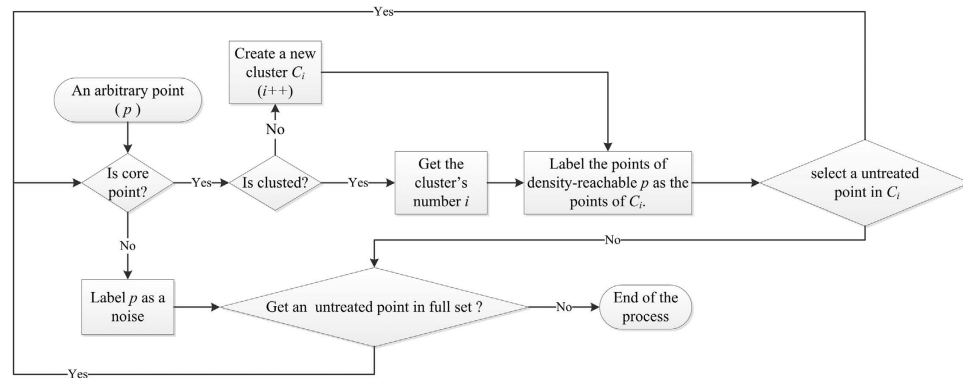 Yes
Create a new
cluster Ci
(i++)
An arbitrary point
( p )
No
Is core
point?
Yes
Is clusted?
Yes
Get the
cluster's
number i
Label the points of
density-reachable p as the
points of Ci.
select a untreated
point in Ci
No
No
Label p as a
noise
Get an untreated point in full set ?
No
End of the
process
Yes